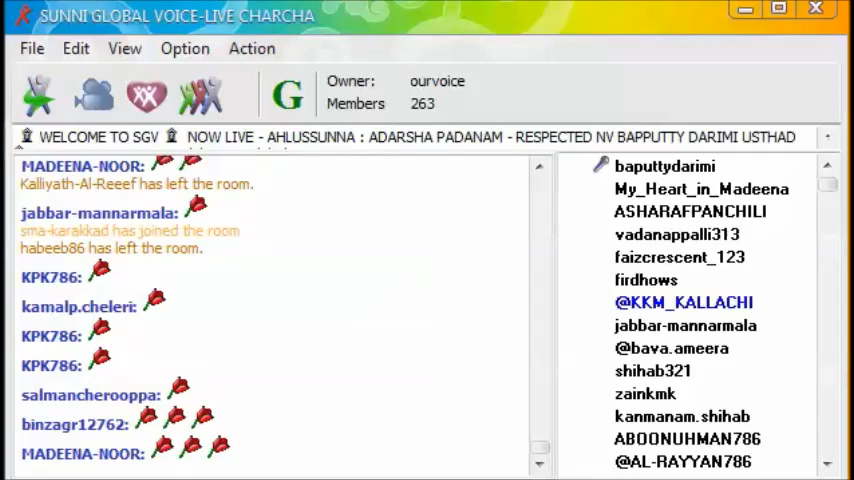 SUNNI GLOBAL VOICE-LIVE CHARCHA
File Edit View Option Action
G
Owner: ourvoice
Members 263
WELCOME TO SGV NOW LIVE - AHLUSSUNNA : ADARSHA PADANAM - RESPECTED NV BAPPUTTY DARIMI USTHAD
MADEENA-NOOR:
Kalliyath-Al-Reeef has left the room.
jabbar-mannarmala:
sma-karakkad has joined the room
habeeb86 has left the room.
KPK786:
kamalp.cheleri:
KPK786:
KPK786:
salmancherooppa:
binzagr12762:
MADEENA-NOOR:
baputtydarimi
My_Heart_in_Madeena
ASHARAFPANCHILI
vadanappalli313
faizcrescent_123
firdhows
@KKM_KALLACHI
jabbar-mannarmala
@bava.ameera
shihab321
zainkmk
kanmanam.shihab
ABOONUHMAN786
@AL-RAYYAN786